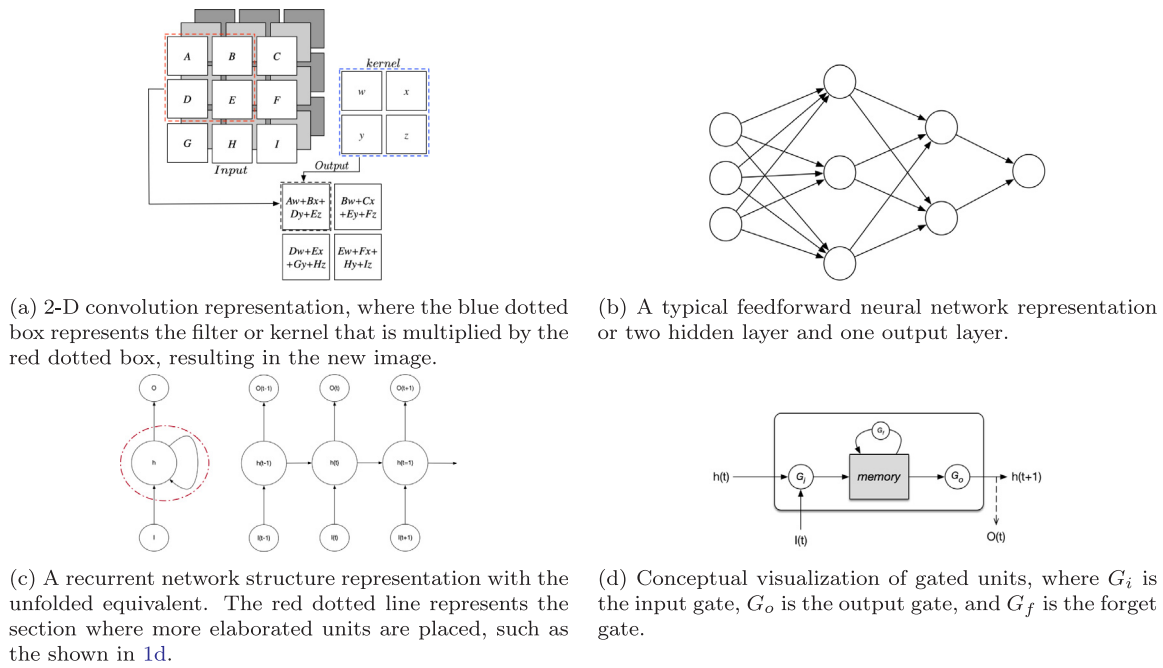 A B C
D E F
G H I
Input
kernel
w x
y z
Output
Aw+Bx+
Dy+Ez
Bw+Cx
+Ey+Fz
Dw+Ex
+Gy+Hz
Ew+Fx+
Hy+Iz
(a) 2-D convolution representation, where the blue dotted
box represents the filter or kernel that is multiplied by the
red dotted box, resulting in the new image.
(b) A typical feedforward neural network representation
or two hidden layer and one output layer.
O O(t-1) O(t) O(t+1)
h h(t-1) h(t) h(t–1)
I I(t-1) I(t) I(t+1)
(c) A recurrent network structure representation with the
unfolded equivalent. The red dotted line represents the
section where more elaborated units are placed, such as
the shown in 1d.
Gf
h(t) Gi memory Go h(t+1)
I(t) O(t)
(d) Conceptual visualization of gated units, where Gi is
the input gate, Go is the output gate, and Gf is the forget
gate.